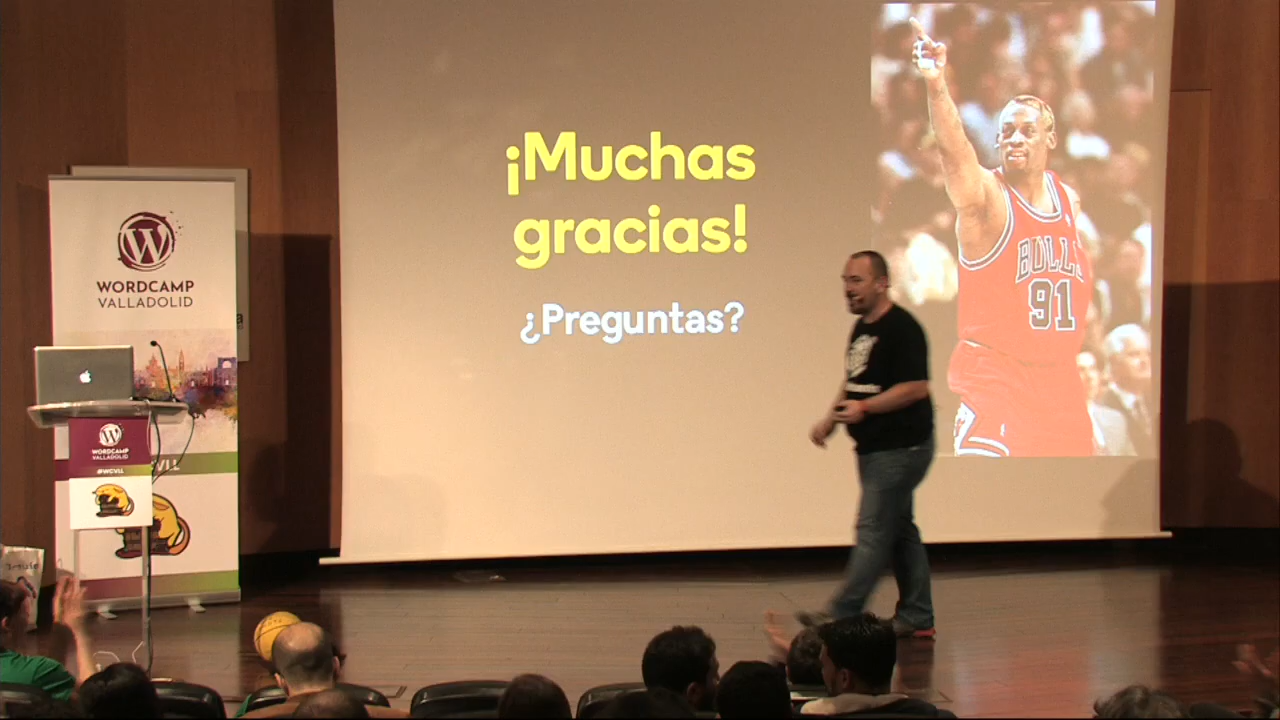 ¡Muchas
gracias!
¿Preguntas?
BULLS
91
WORDCAMP
VALLADOLID
WORDCAMP
VALLADOLID
#WCVLL